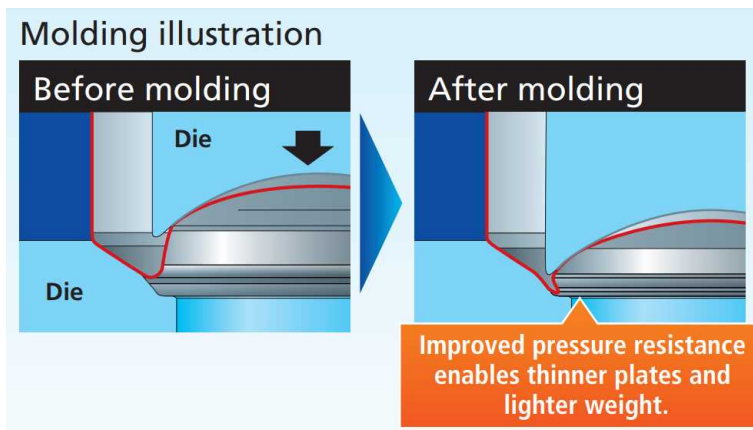 Molding illustration
Before molding
After molding
Die
Die
Improved pressure resistance
enables thinner plates and
lighter weight.